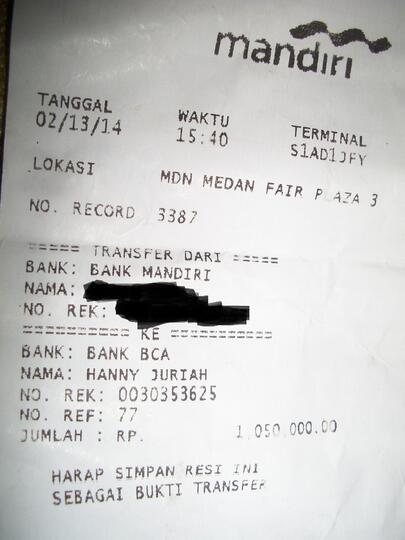 mandiri
TANGGAL WAKTU TERMINAL
02/13/14 15:40 S1AD1JFY
LOKASI MDN MEDAN FAIR PLAZA 3
NO. RECORD 3387
===== TRANSFER DARI =====
BANK: BANK MANDIRI
NAMA:
NO. REK:
========== KE ==========
BANK: BANK BCA
NAMA: HANNY JURIAH
NO. REK: 0030353625
NO. REF: 77
JUMLAH : RP. 1,050,000.00
HARAP SIMPAN RESI INI
SEBAGAI BUKTI TRANSFER